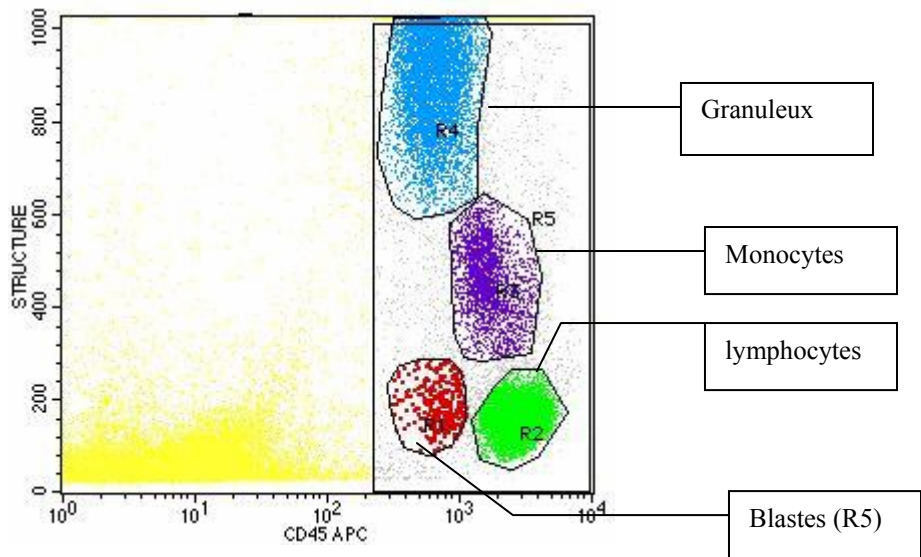 1000
800
600
400
200
0
STRUCTURE
10^0
10^1
10^2
10^3
10^4
CD45 APC
R4
R5
R3
R1
R2
Granuleux
Monocytes
lymphocytes
Blastes (R5)